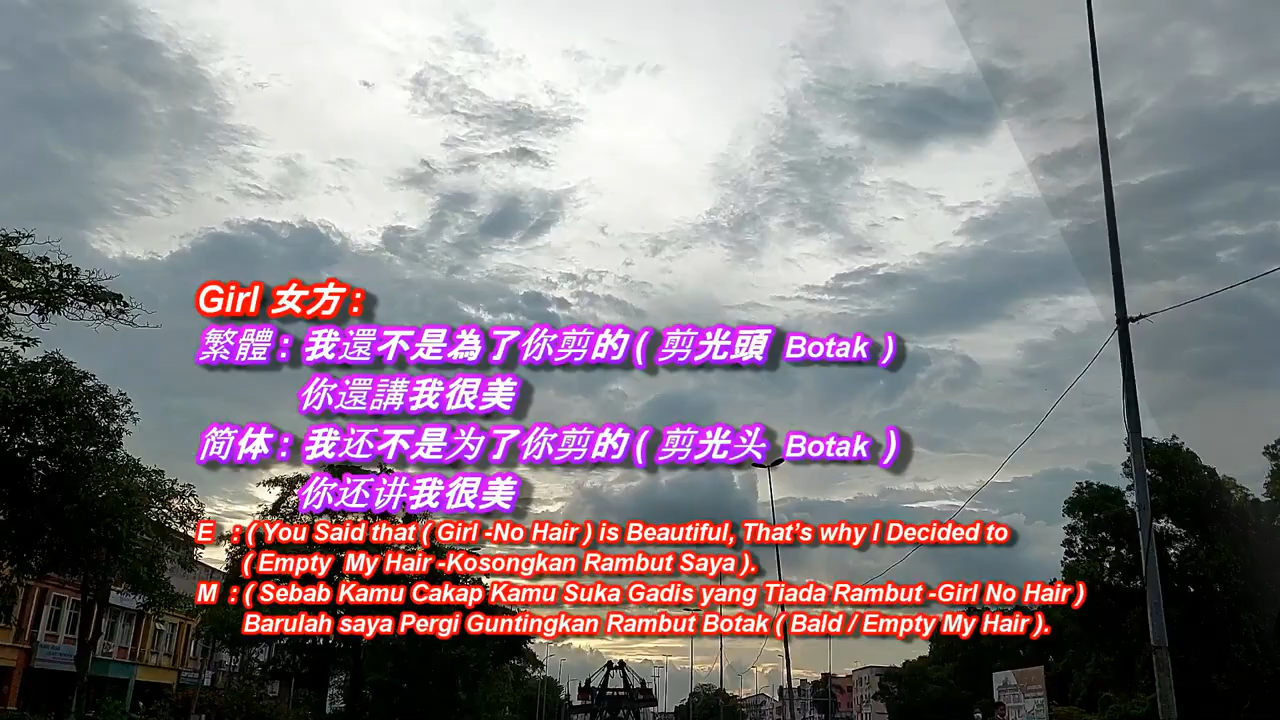 Girl 女方 :
繁體 : 我還不是為了你剪的 ( 剪光頭 Botak )
你還講我很美
简体 : 我还不是为了你剪的 ( 剪光头 Botak )
你还讲我很美
E : ( You Said that ( Girl -No Hair ) is Beautiful, That’s why I Decided to
( Empty My Hair -Kosongkan Rambut Saya ).
M : ( Sebab Kamu Cakap Kamu Suka Gadis yang Tiada Rambut -Girl No Hair )
Barulah saya Pergi Guntingkan Rambut Botak ( Bald / Empty My Hair ).